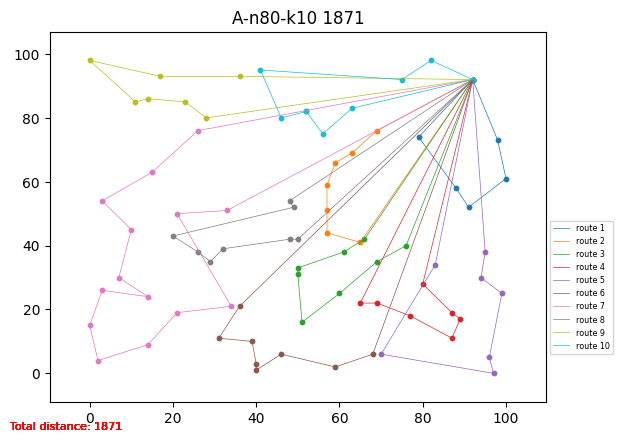 A-n80-k10 1871
100
80
60
40
20
0
0 20 40 60 80 100
route 1
route 2
route 3
route 4
route 5
route 6
route 7
route 8
route 9
route 10
Total distance: 1871